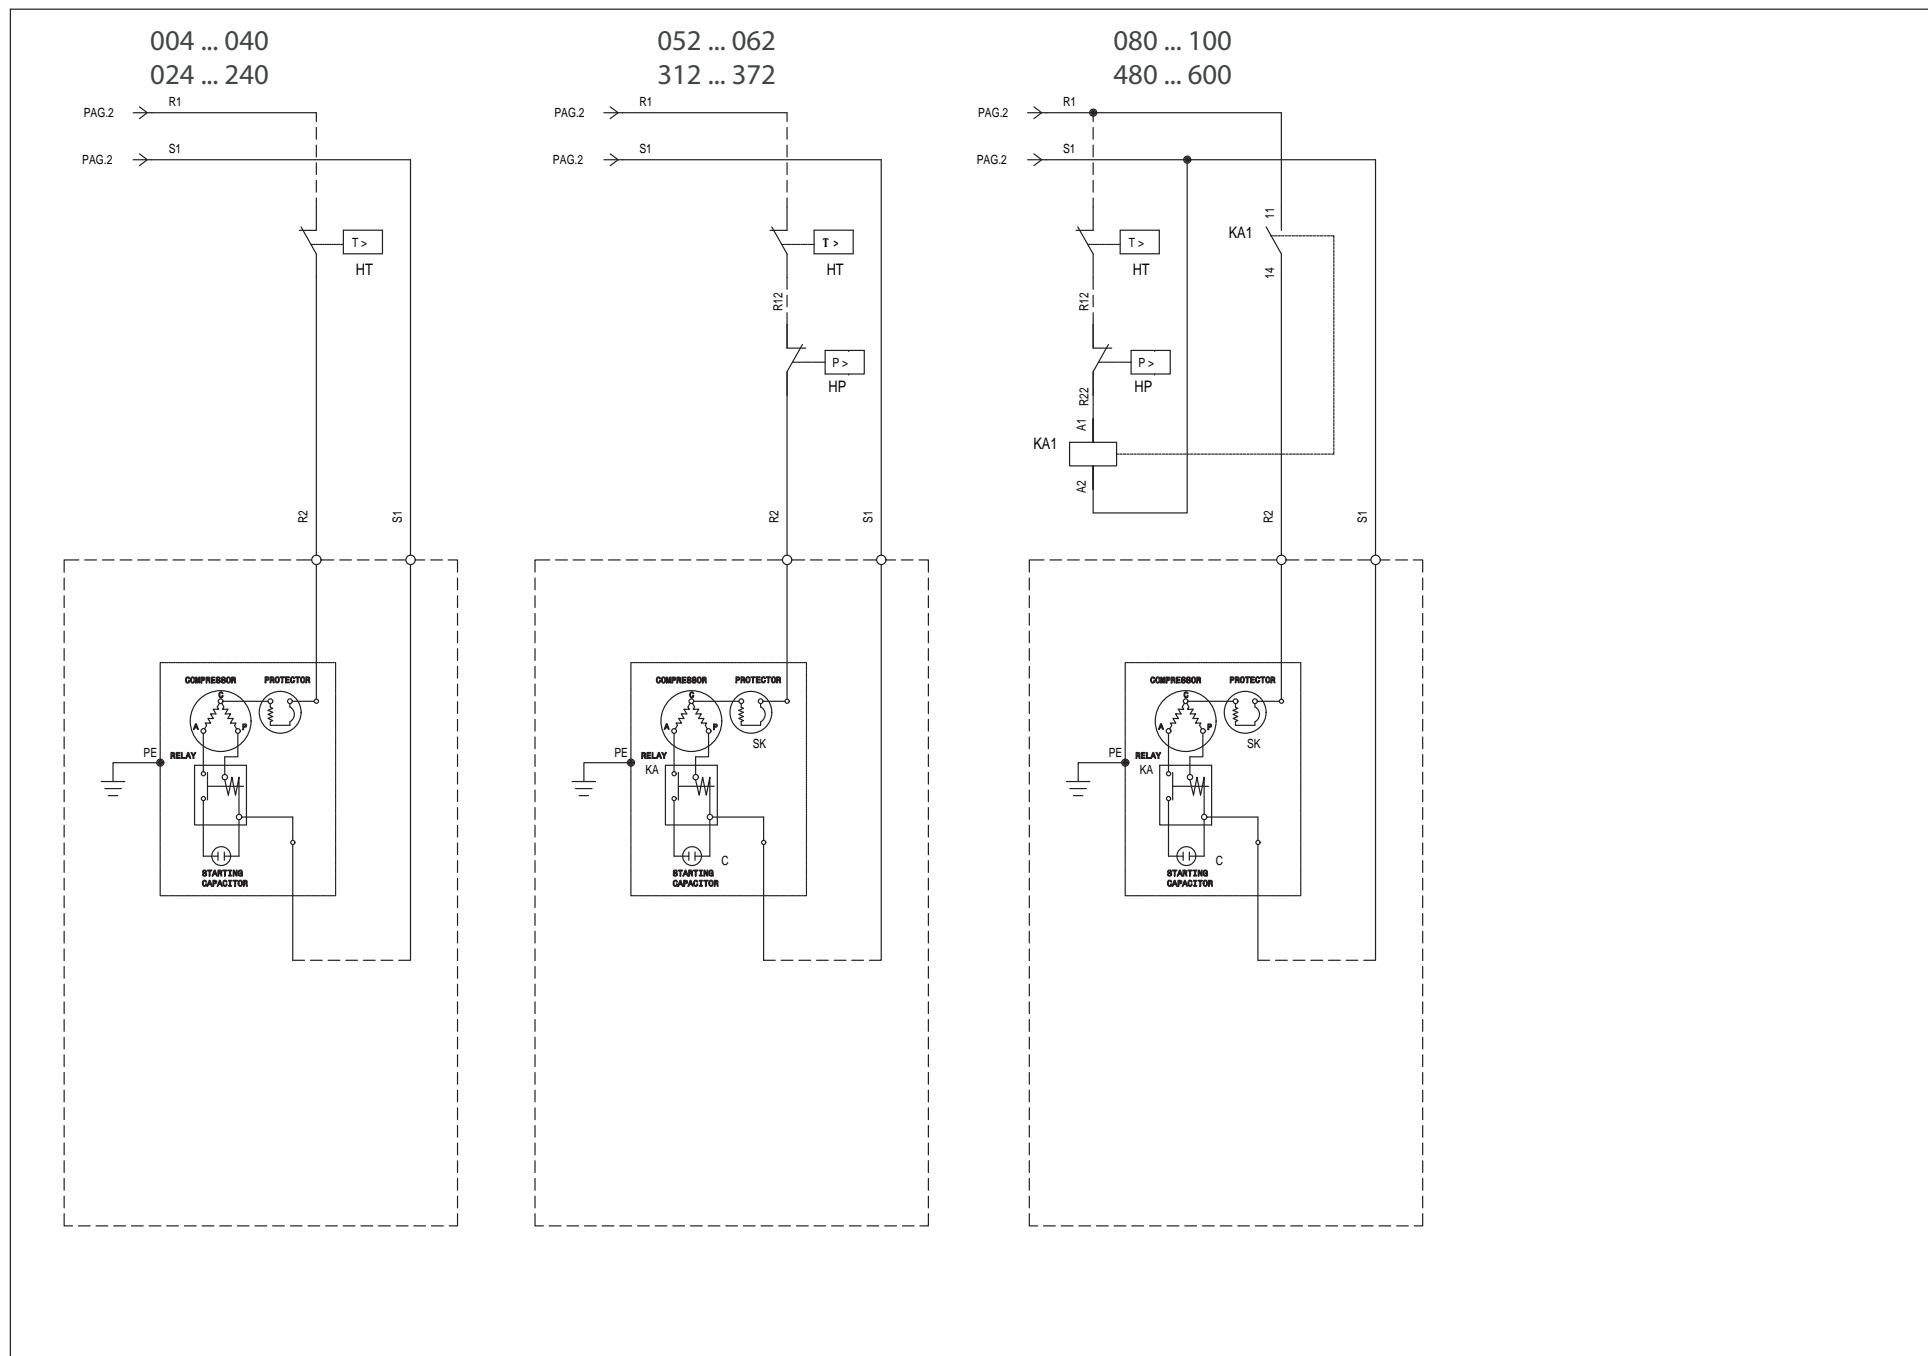 004 ... 040
024 ... 240
PAG.2
R1
PAG.2
S1
T >
HT
R2
S1
COMPRESSOR
PROTECTOR
C
A
P
PE
RELAY
STARTING
CAPACITOR
052 ... 062
312 ... 372
PAG.2
R1
PAG.2
S1
T >
HT
R12
P >
HP
R2
S1
COMPRESSOR
PROTECTOR
C
A
P
SK
PE
RELAY
KA
C
STARTING
CAPACITOR
080 ... 100
480 ... 600
PAG.2
R1
PAG.2
S1
T >
HT
R12
P >
HP
R22
A1
KA1
A2
11
KA1
14
R2
S1
COMPRESSOR
PROTECTOR
C
A
P
SK
PE
RELAY
KA
C
STARTING
CAPACITOR